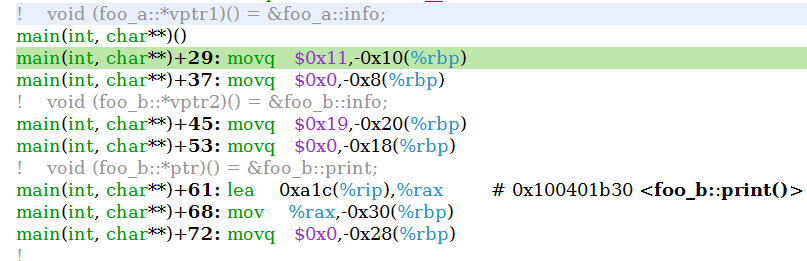 !    void (foo_a::*vptr1)() = &foo_a::info;
main(int, char**)()
main(int, char**)+29: movq   $0x11,-0x10(%rbp)
main(int, char**)+37: movq   $0x0,-0x8(%rbp)
!    void (foo_b::*vptr2)() = &foo_b::info;
main(int, char**)+45: movq   $0x19,-0x20(%rbp)
main(int, char**)+53: movq   $0x0,-0x18(%rbp)
!    void (foo_b::*ptr)() = &foo_b::print;
main(int, char**)+61: lea    0xa1c(%rip),%rax        # 0x100401b30 <foo_b::print()>
main(int, char**)+68: mov    %rax,-0x30(%rbp)
main(int, char**)+72: movq   $0x0,-0x28(%rbp)
!